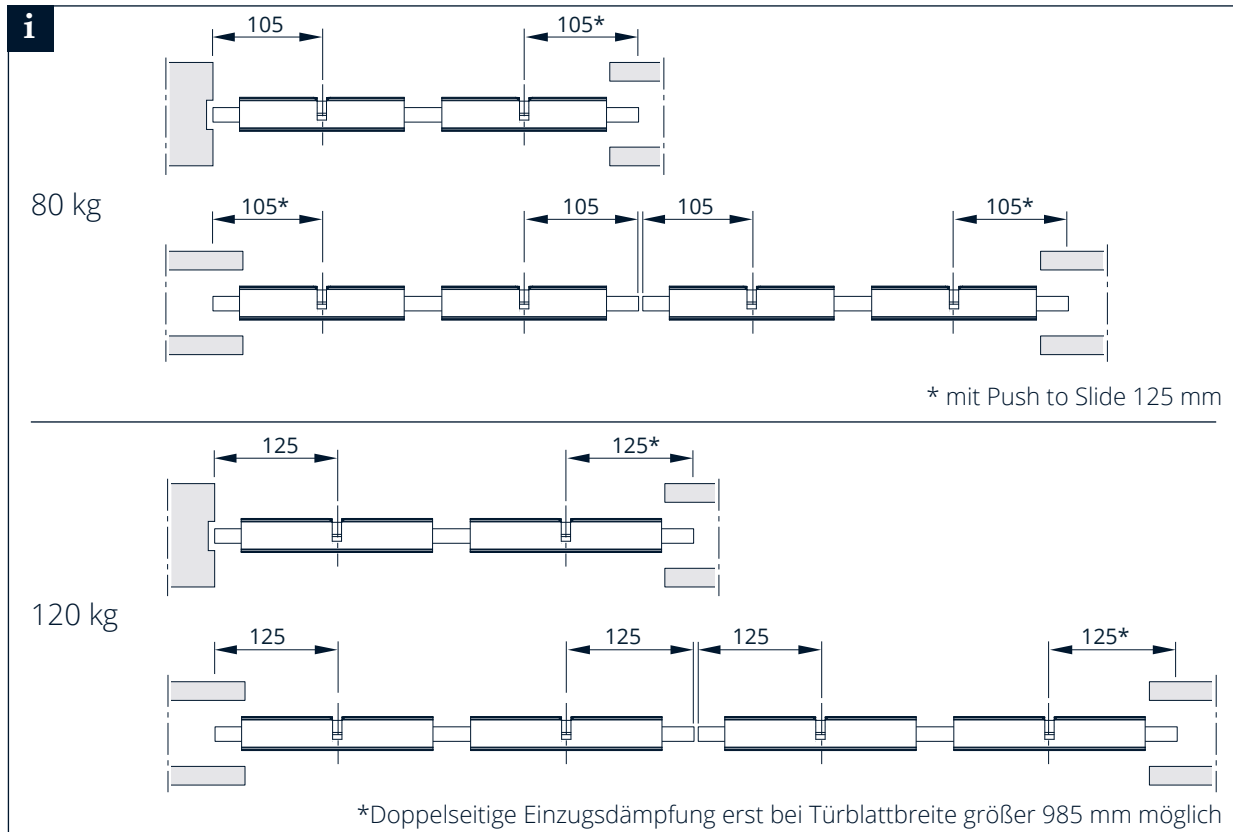 i
105 105*
80 kg
105* 105 105 105*
* mit Push to Slide 125 mm
125 125*
120 kg
125 125 125 125*
*Doppelseitige Einzugsdämpfung erst bei Türblattbreite größer 985 mm möglich